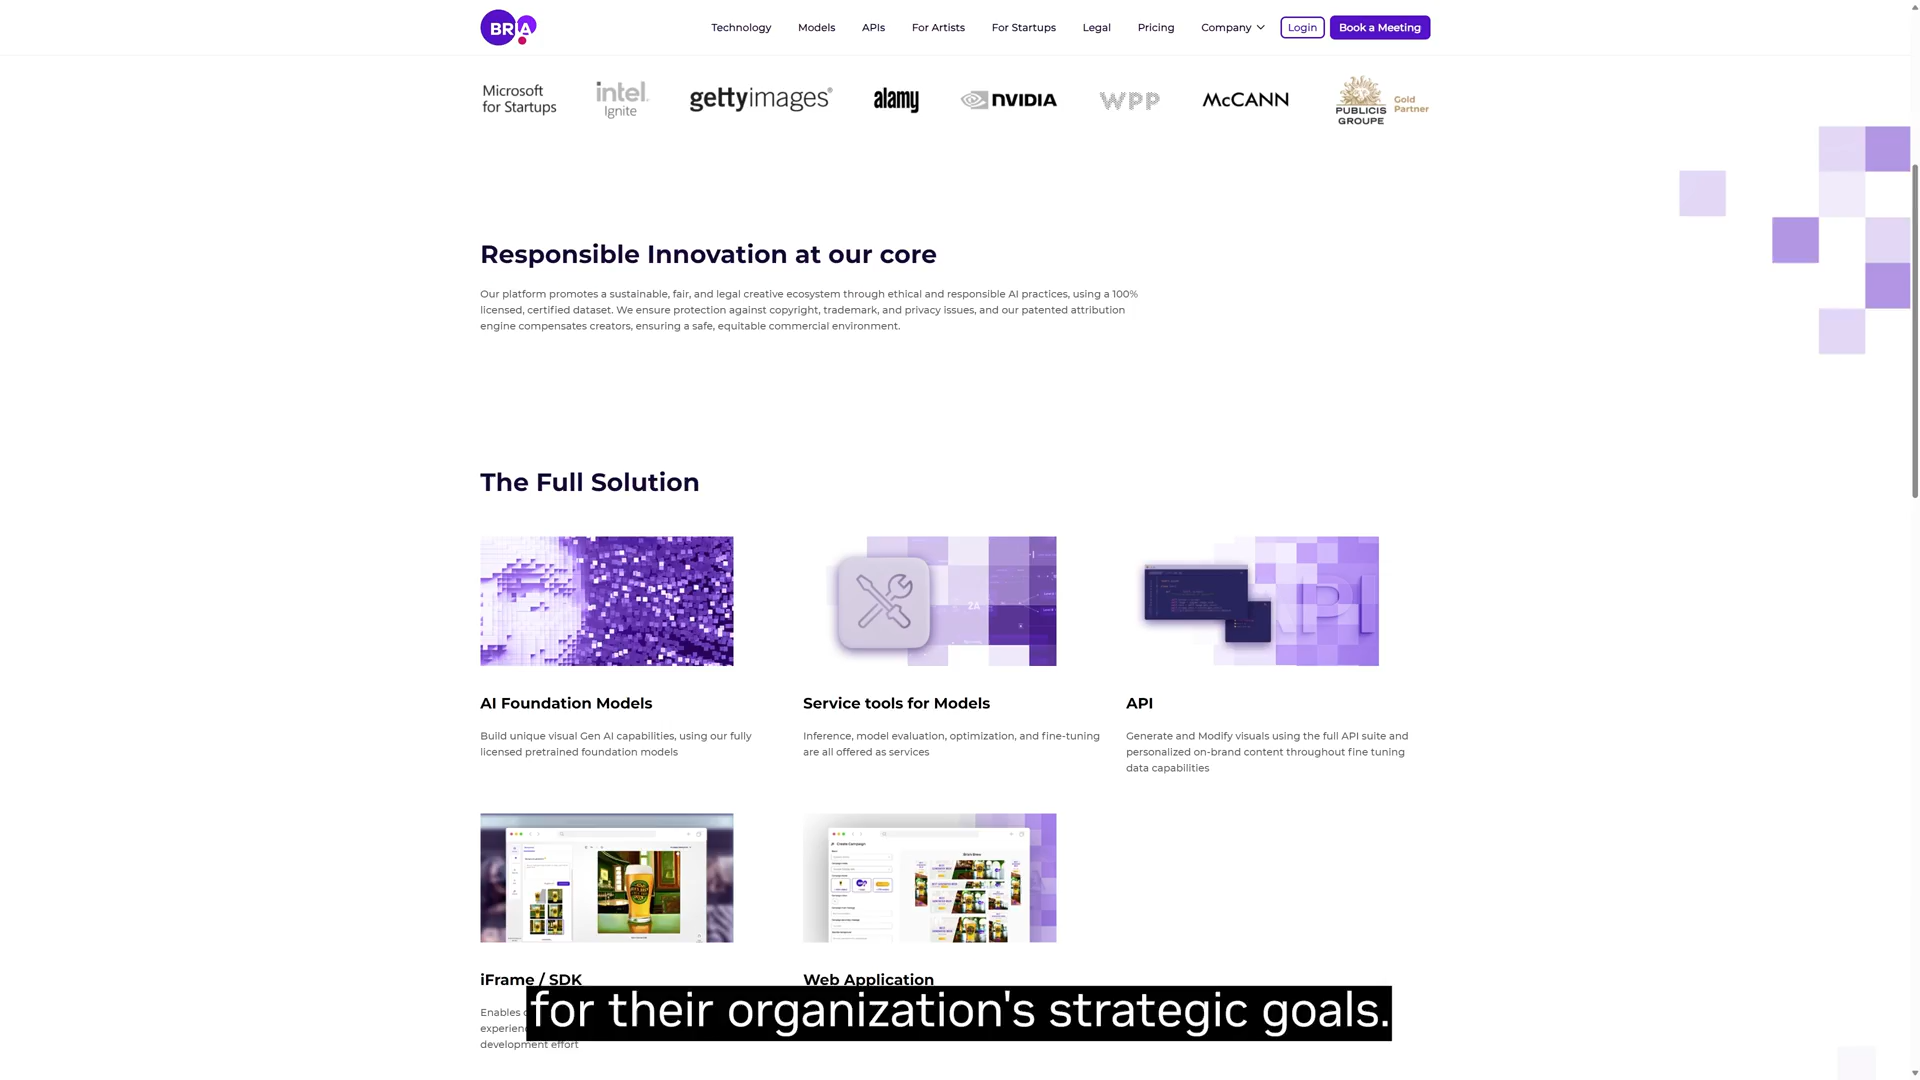 BRIA
Technology Models APIs For Artists For Startups Legal Pricing Company Login Book a Meeting
Microsoft for Startups
intel Ignite
gettyimages®
alamy
NVIDIA
WPP
McCANN
PUBLICIS GROUPE Gold Partner
Responsible Innovation at our core
Our platform promotes a sustainable, fair, and legal creative ecosystem through ethical and responsible AI practices, using a 100%
licensed, certified dataset. We ensure protection against copyright, trademark, and privacy issues, and our patented attribution
engine compensates creators, ensuring a safe, equitable commercial environment.
The Full Solution
API
AI Foundation Models
Build unique visual Gen AI capabilities, using our fully
licensed pretrained foundation models
Service tools for Models
Inference, model evaluation, optimization, and fine-tuning
are all offered as services
API
Generate and Modify visuals using the full API suite and
personalized on-brand content throughout fine tuning
data capabilities
Create Campaign
iFrame / SDK
Enables
development effort
Web Application
for their organization's strategic goals.